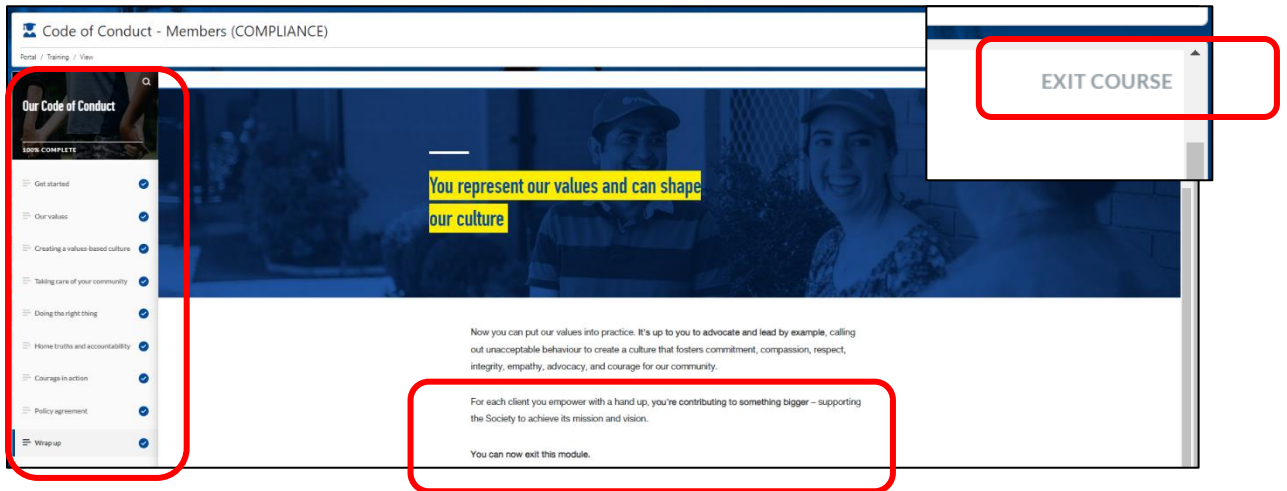 Code of Conduct - Members (COMPLIANCE)
Portal / Training / View
EXIT COURSE
Our Code of Conduct
100% COMPLETE
Get started
Our values
Creating a values-based culture
Taking care of your community
Doing the right thing
Home truths and accountability
Courage in action
Policy agreement
Wrap up
You represent our values and can shape
our culture
Now you can put our values into practice. It's up to you to advocate and lead by example, calling
out unacceptable behaviour to create a culture that fosters commitment, compassion, respect,
integrity, empathy, advocacy, and courage for our community.
For each client you empower with a hand up, you're contributing to something bigger – supporting
the Society to achieve its mission and vision.
You can now exit this module.